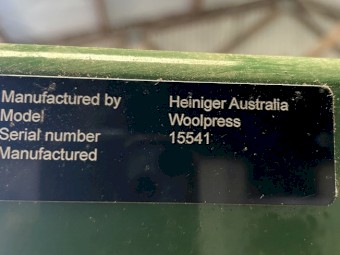 Manufactured by Heiniger Australia
Model Woolpress
Serial number 15541
Manufactured